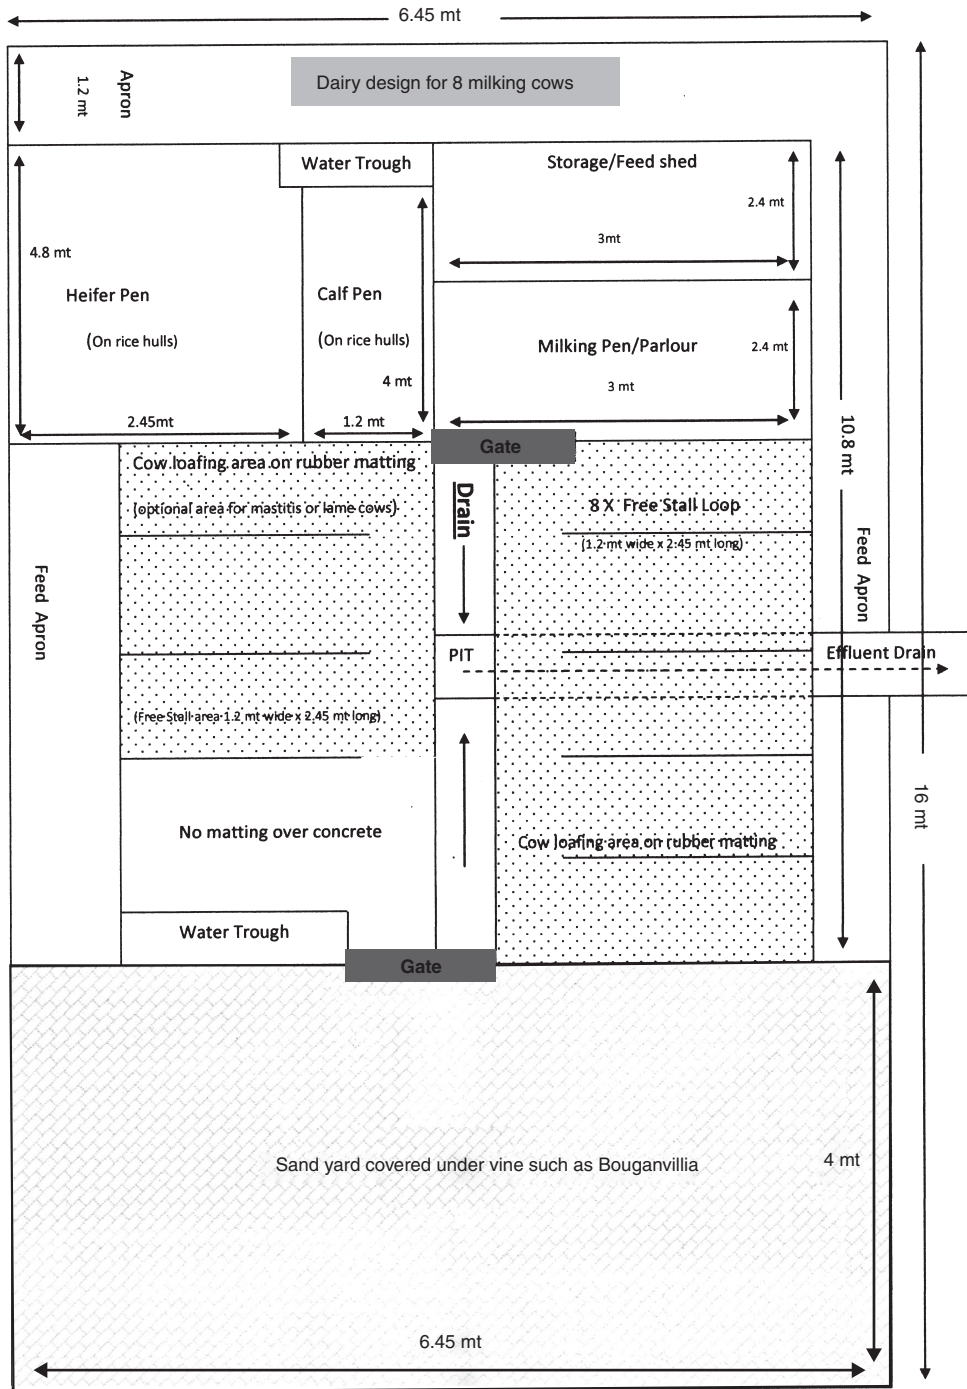 6.45 mt
Dairy design for 8 milking cows
Apron
1.2 mt
Water Trough
Storage/Feed shed
2.4 mt
3mt
4.8 mt
Heifer Pen
(On rice hulls)
Calf Pen
(On rice hulls)
4 mt
Milking Pen/Parlour
2.4 mt
3 mt
2.45mt
1.2 mt
Gate
10.8 mt
Cow loafing area on rubber matting
(optional area for mastitis or lame cows)
Drain
8 X Free Stall Loop
(1.2 mt wide x 2.45 mt long)
Feed Apron
Feed Apron
PIT
Effluent Drain
(Free Stall area 1.2 mt wide x 2.45 mt long)
16 mt
No matting over concrete
Cow loafing area on rubber matting
Water Trough
Gate
Sand yard covered under vine such as Bouganvillia
4 mt
6.45 mt